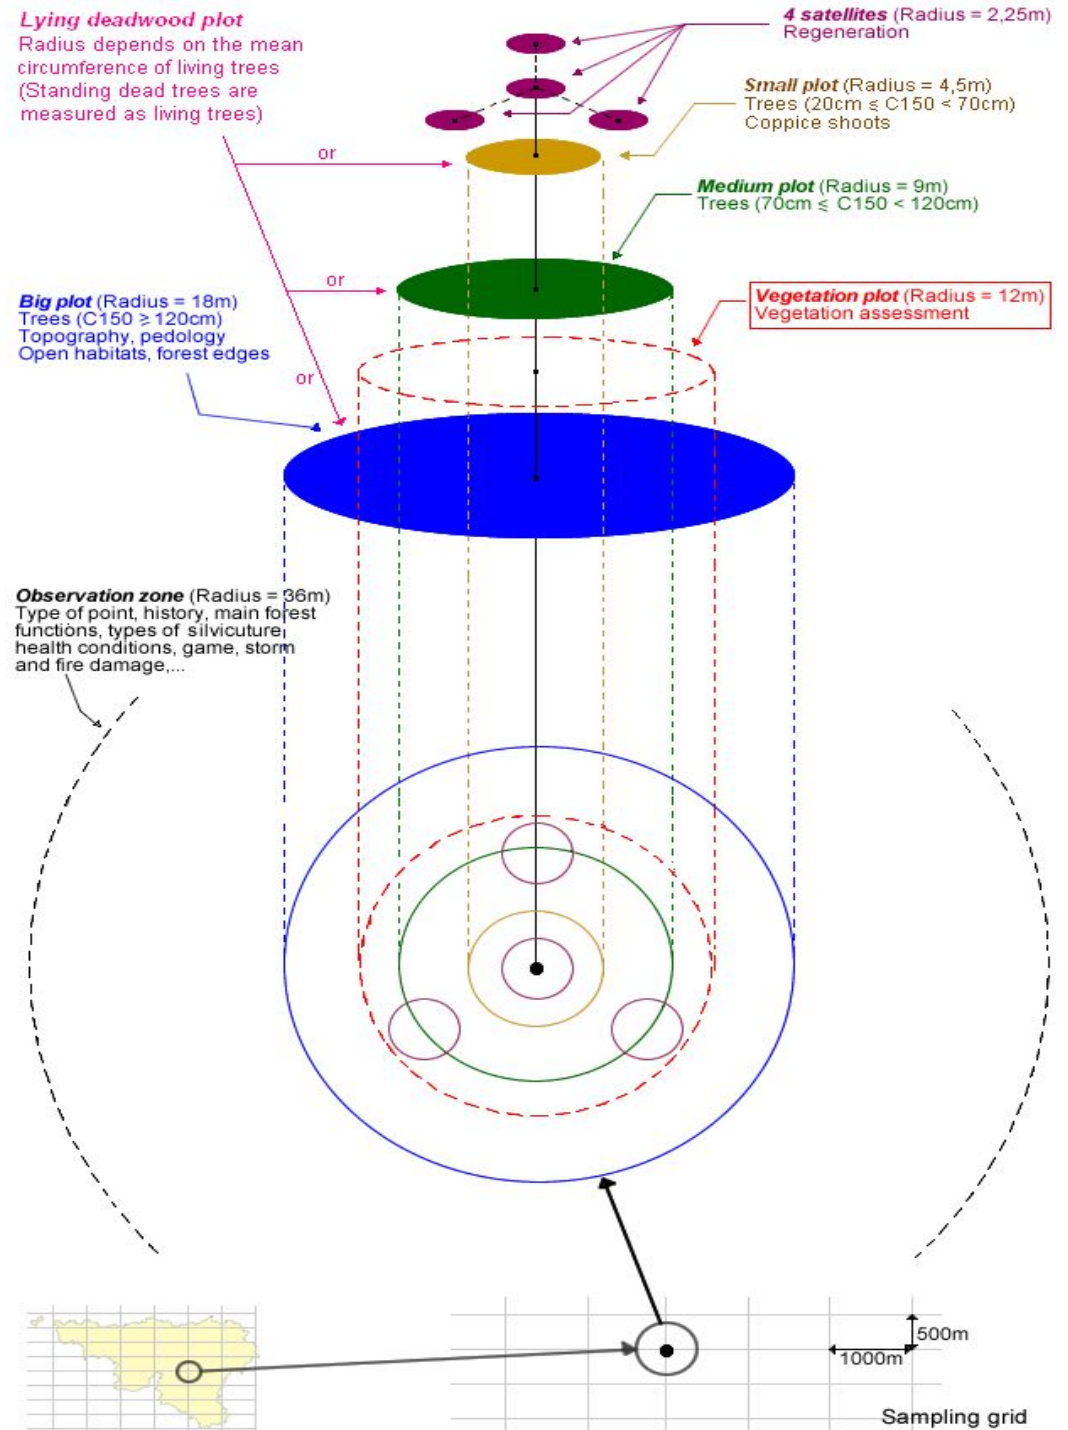 Lying deadwood plot
Radius depends on the mean
circumference of living trees
(Standing dead trees are
measured as living trees)
4 satellites (Radius = 2,25m)
Regeneration
Small plot (Radius = 4,5m)
Trees (20cm ≤ C150 < 70cm)
Coppice shoots
or
Medium plot (Radius = 9m)
Trees (70cm ≤ C150 < 120cm)
or
Big plot (Radius = 18m)
Trees (C150 ≥ 120cm)
Topography, pedology
Open habitats, forest edges
Vegetation plot (Radius = 12m)
Vegetation assessment
or
Observation zone (Radius = 36m)
Type of point, history, main forest
functions, types of silvicuture
health conditions, game, storm
and fire damage,...
500m
1000m
Sampling grid